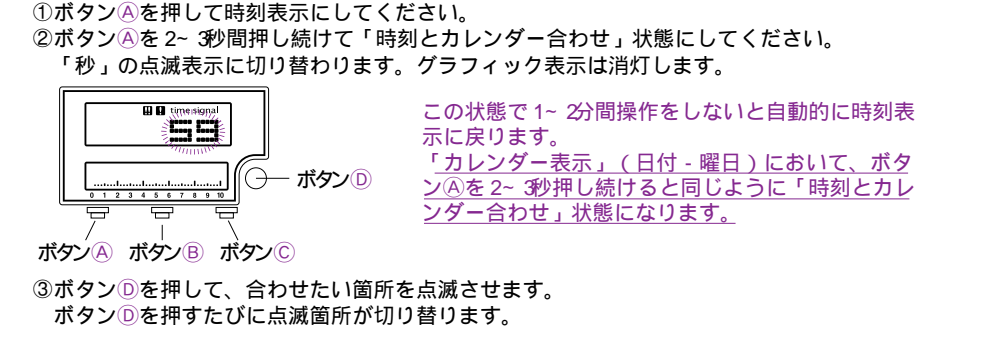 ①ボタンⒶを押して時刻表示にしてください。
②ボタンⒶを2~3秒間押し続けて「時刻とカレンダー合わせ」状態にしてください。
「秒」の点滅表示に切り替わります。グラフィック表示は消灯します。
time signal
59
0 1 2 3 4 5 6 7 8 9 10
ボタンⒹ
ボタンⒶ ボタンⒷ ボタンⒸ
この状態で1~2分間操作をしないと自動的に時刻表
示に戻ります。
「カレンダー表示」(日付-曜日)において、ボタ
ンⒶを2~3秒押し続けると同じように「時刻とカレ
ンダー合わせ」状態になります。
③ボタンⒹを押して、合わせたい箇所を点滅させます。
ボタンⒹを押すたびに点滅箇所が切り替ります。